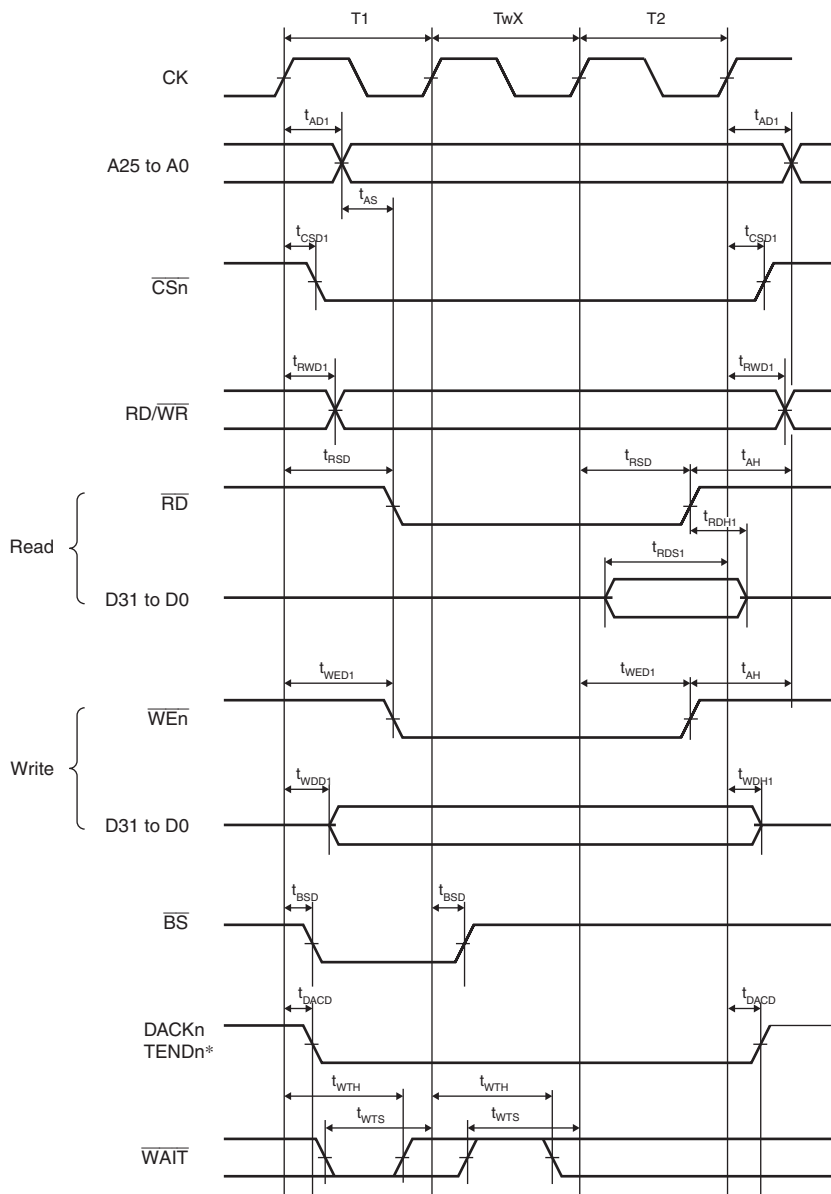 T1 TwX T2
CK
tAD1 tAD1
A25 to A0
tAS
tCSD1 tCSD1
CSn
tRWD1 tRWD1
RD/WR
tRSD tRSD tAH
RD
tRDH1
Read
tRDS1
D31 to D0
tWED1 tWED1 tAH
WEn
Write
tWDD1 tWDH1
D31 to D0
tBSD tBSD
BS
tDACD tDACD
DACKn
TENDn*
tWTH tWTH
tWTS tWTS
WAIT